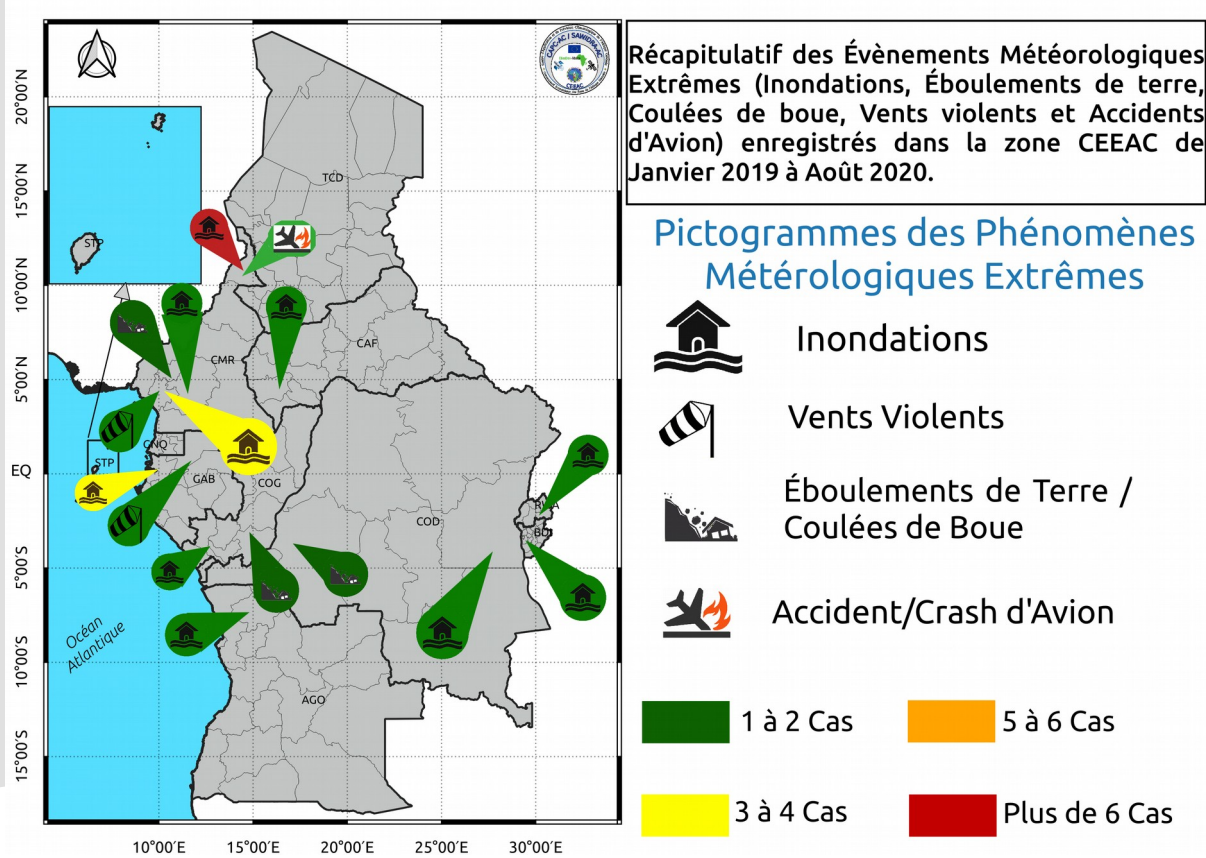 Récapitulatif des Évènements Météorologiques
Extrêmes (Inondations, Éboulements de terre,
Coulées de boue, Vents violents et Accidents
d'Avion) enregistrés dans la zone CEEAC de
Janvier 2019 à Août 2020.
Pictogrammes des Phénomènes
Métérologiques Extrêmes
Inondations
Vents Violents
Éboulements de Terre /
Coulées de Boue
Accident/Crash d'Avion
1 à 2 Cas
5 à 6 Cas
3 à 4 Cas
Plus de 6 Cas
CAPC-AC / SAWIDRA-AC
CEEAC
TCD
STP
CAF
CMR
GNQ
STP
GAB
COG
COD
RWA
BDI
AGO
Océan
Atlantique
20°00′N
15°00′N
10°00′N
5°00′N
EQ
5°00′S
10°00′S
15°00′S
10°00′E
15°00′E
20°00′E
25°00′E
30°00′E